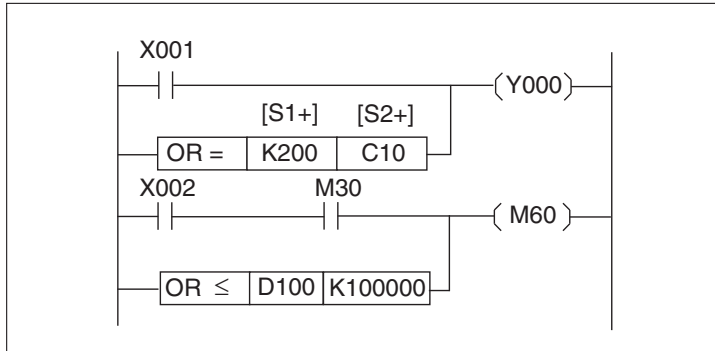 X001
(Y000)
[S1+] [S2+]
OR = K200 C10
X002 M30
( M60 )
OR ≤ D100 K100000